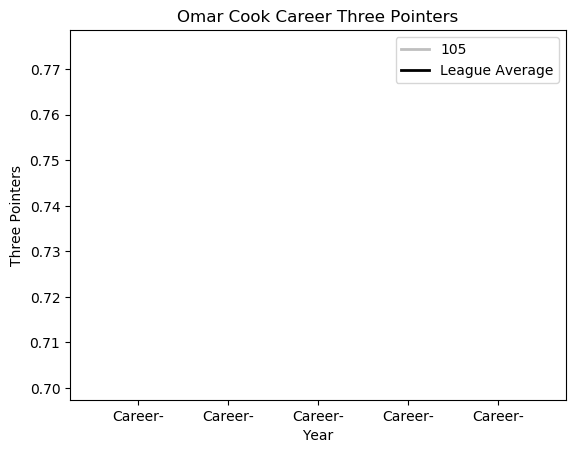 Omar Cook Career Three Pointers
105
League Average
Three Pointers
0.77
0.76
0.75
0.74
0.73
0.72
0.71
0.70
Career- Career- Career- Career- Career-
Year